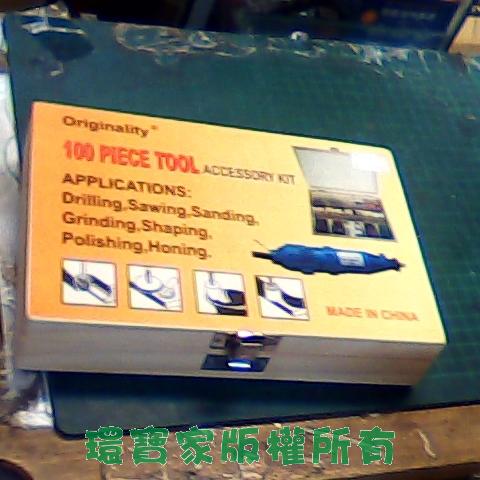 Originality®
100 PIECE TOOL ACCESSORY KIT
APPLICATIONS:
Drilling,Sawing,Sanding,
Grinding,Shaping,
Polishing,Honing.
MADE IN CHINA
環寶家版權所有